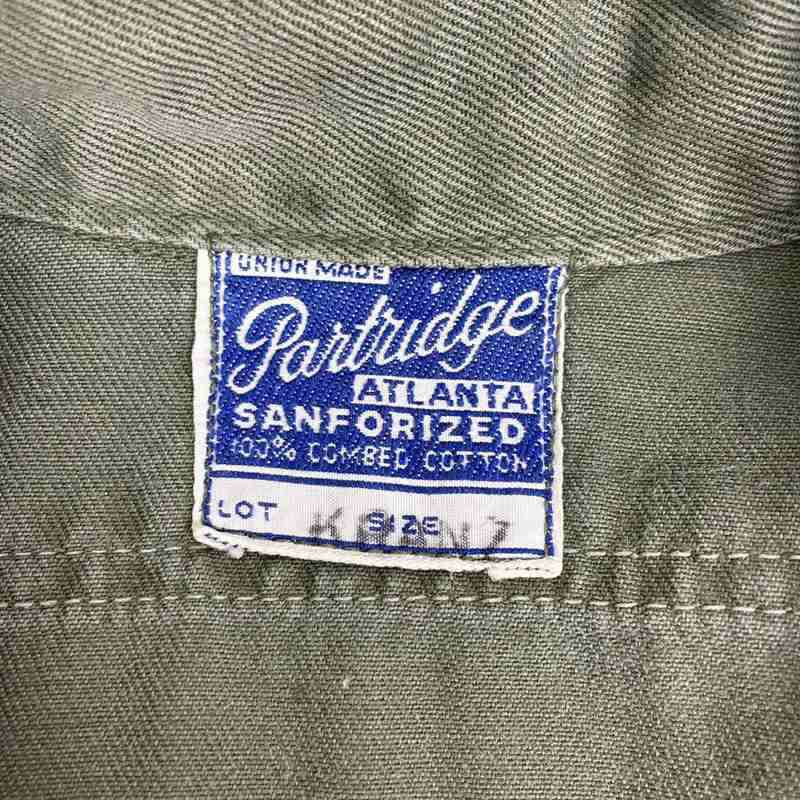 UNION MADE
Partridge
ATLANTA
SANFORIZED
100% COMBED COTTON
LOT SIZE